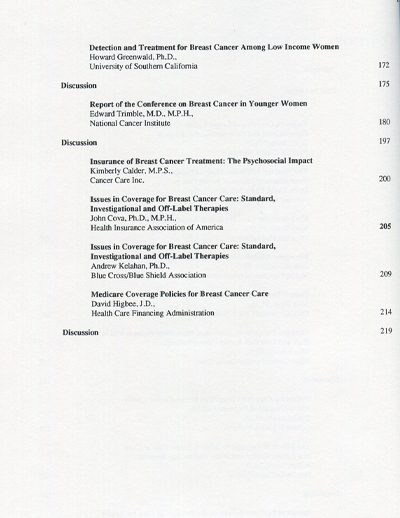 Detection and Treatment for Breast Cancer Among Low Income Women
Howard Greenwald, Ph.D.,
University of Southern California 172
Discussion 175
Report of the Conference on Breast Cancer in Younger Women
Edward Trimble, M.D., M.P.H.,
National Cancer Institute 180
Discussion 197
Insurance of Breast Cancer Treatment: The Psychosocial Impact
Kimberly Calder, M.P.S.,
Cancer Care Inc. 200
Issues in Coverage for Breast Cancer Care: Standard,
Investigational and Off-Label Therapies
John Cova, Ph.D., M.P.H.,
Health Insurance Association of America 205
Issues in Coverage for Breast Cancer Care: Standard,
Investigational and Off-Label Therapies
Andrew Kelahan, Ph.D.,
Blue Cross/Blue Shield Association 209
Medicare Coverage Policies for Breast Cancer Care
David Higbee, J.D.,
Health Care Financing Administration 214
Discussion 219